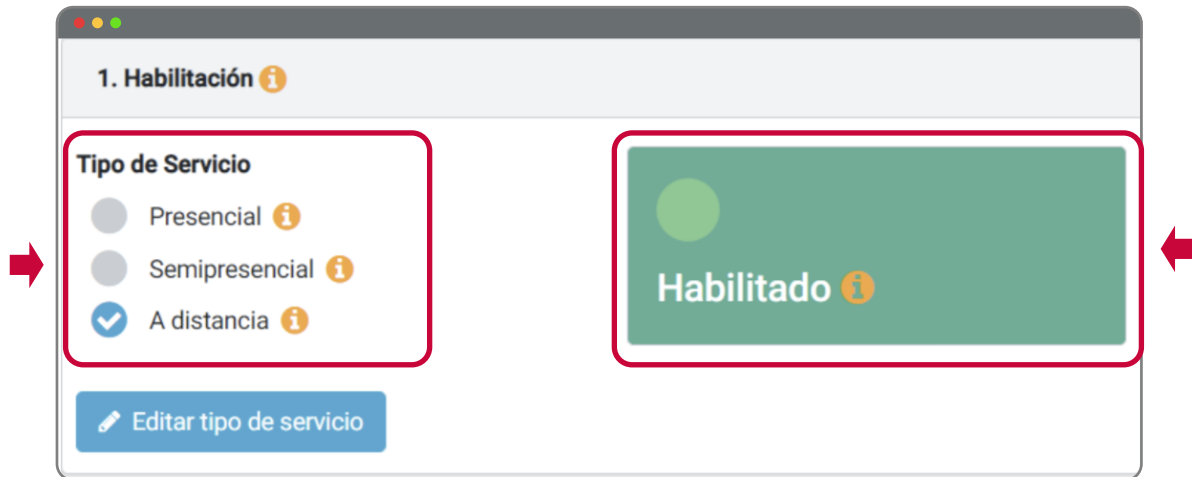 1. Habilitación
Tipo de Servicio
Presencial
Semipresencial
A distancia
Habilitado
Editar tipo de servicio